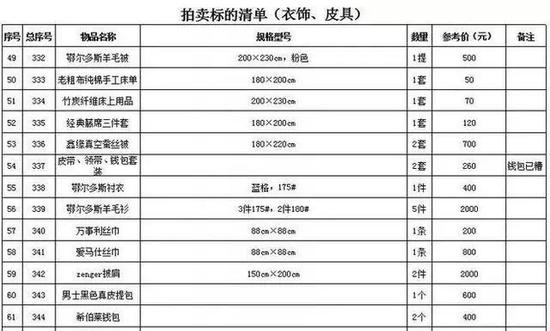 拍卖标的清单（衣饰、皮具）
序号 总序号 物品名称 规格型号 数量 参考价（元） 备注
49 332 鄂尔多斯羊毛被 200×230cm，粉色 1提 500
50 333 老粗布纯锦手工床单 180×200cm 1套 50
51 334 竹炭纤维床上用品 200×230cm 1套 70
52 335 经典藤席三件套 180×200cm 1套 120
53 336 鑫缘真空蚕丝被 180×220cm 2套 700
54 337 皮带、领带、钱包套装 2套 260 钱包已槽
55 338 鄂尔多斯衬衣 蓝格，175# 1件 400
56 339 鄂尔多斯羊毛衫 3件175#，2件180# 5件 2000
57 340 万事利丝巾 88cm×88cm 1条 200
58 341 爱马仕丝巾 88cm×88cm 1条 800
59 342 zenger披肩 150cm×200cm 2件 2000
60 343 男士黑色真皮提包 1个 600
61 344 希伯莱钱包 2个 400